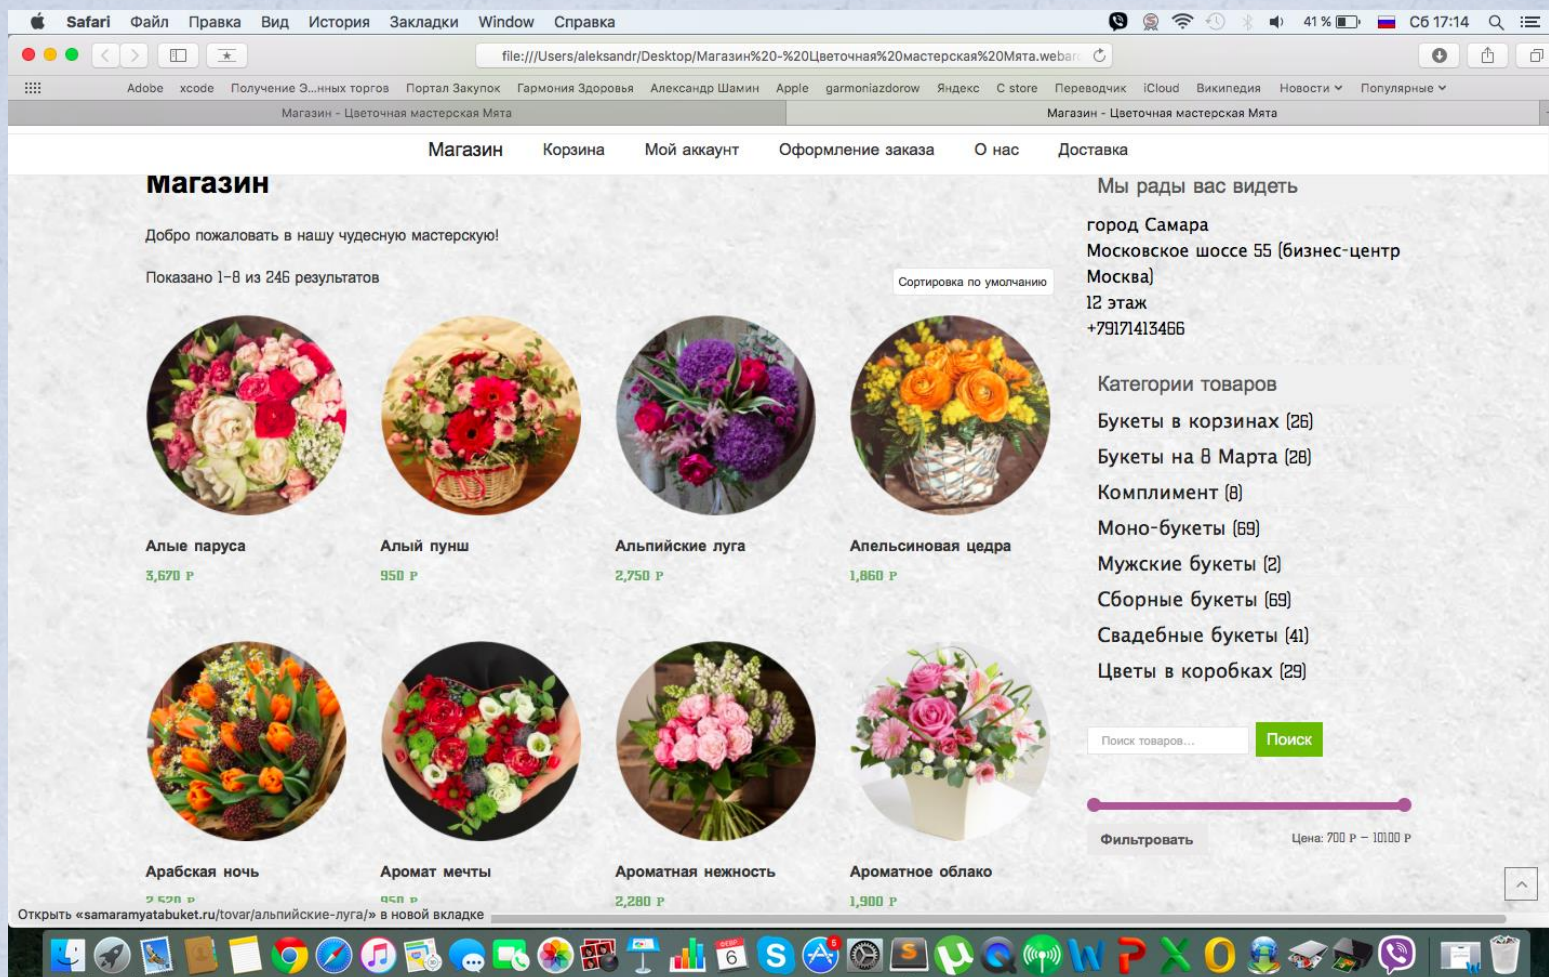 Safari Файл Правка Вид История Закладки Window Справка 41 % Сб 17:14
file:///Users/aleksandr/Desktop/Магазин%20-%20Цветочная%20мастерская%20Мята.webar
Adobe xcode Получение Э...нных торгов Портал Закупок Гармония Здоровья Александр Шамин Apple garmoniazdorow Яндекс C store Переводчик iCloud Википедия Новости Популярные
Магазин - Цветочная мастерская Мята Магазин - Цветочная мастерская Мята
Магазин Корзина Мой аккаунт Оформление заказа О нас Доставка
Магазин
Добро пожаловать в нашу чудесную мастерскую!
Показано 1–8 из 246 результатов
Сортировка по умолчанию
Алые паруса Алый пунш Альпийские луга Апельсиновая цедра
3,670 Р 950 Р 2,750 Р 1,860 Р
Арабская ночь Аромат мечты Ароматная нежность Ароматное облако
2,520 Р 950 Р 2,280 Р 1,900 Р
Мы рады вас видеть
город Самара
Московское шоссе 55 (бизнес-центр
Москва)
12 этаж
+79171413466
Категории товаров
Букеты в корзинах (26)
Букеты на 8 Марта (28)
Комплимент (8)
Моно-букеты (69)
Мужские букеты (2)
Сборные букеты (69)
Свадебные букеты (41)
Цветы в коробках (29)
Поиск товаров... Поиск
Фильтровать Цена: 700 Р — 10100 Р
Открыть «samaramyatabuket.ru/tovar/альпийские-луга/» в новой вкладке
ФЕВР.
6